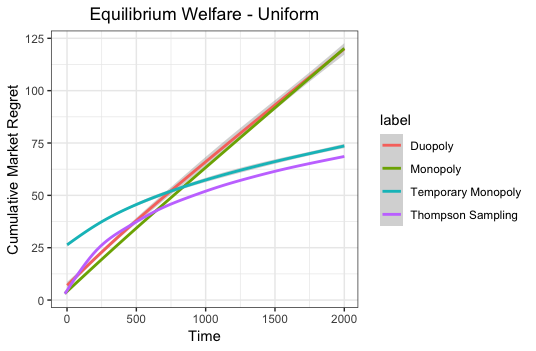 Equilibrium Welfare - Uniform
Cumulative Market Regret
125
100
75
50
25
0
0
500
1000
1500
2000
Time
label
Duopoly
Monopoly
Temporary Monopoly
Thompson Sampling